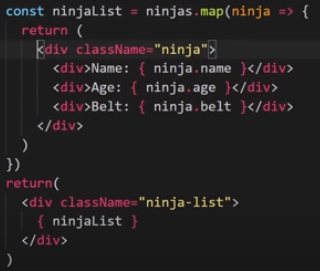 const ninjaList = ninjas.map(ninja => {
  return (
    <div className="ninja">
      <div>Name: { ninja.name }</div>
      <div>Age: { ninja.age }</div>
      <div>Belt: { ninja.belt }</div>
    </div>
  )
})
return(
  <div className="ninja-list">
    { ninjaList }
  </div>
)